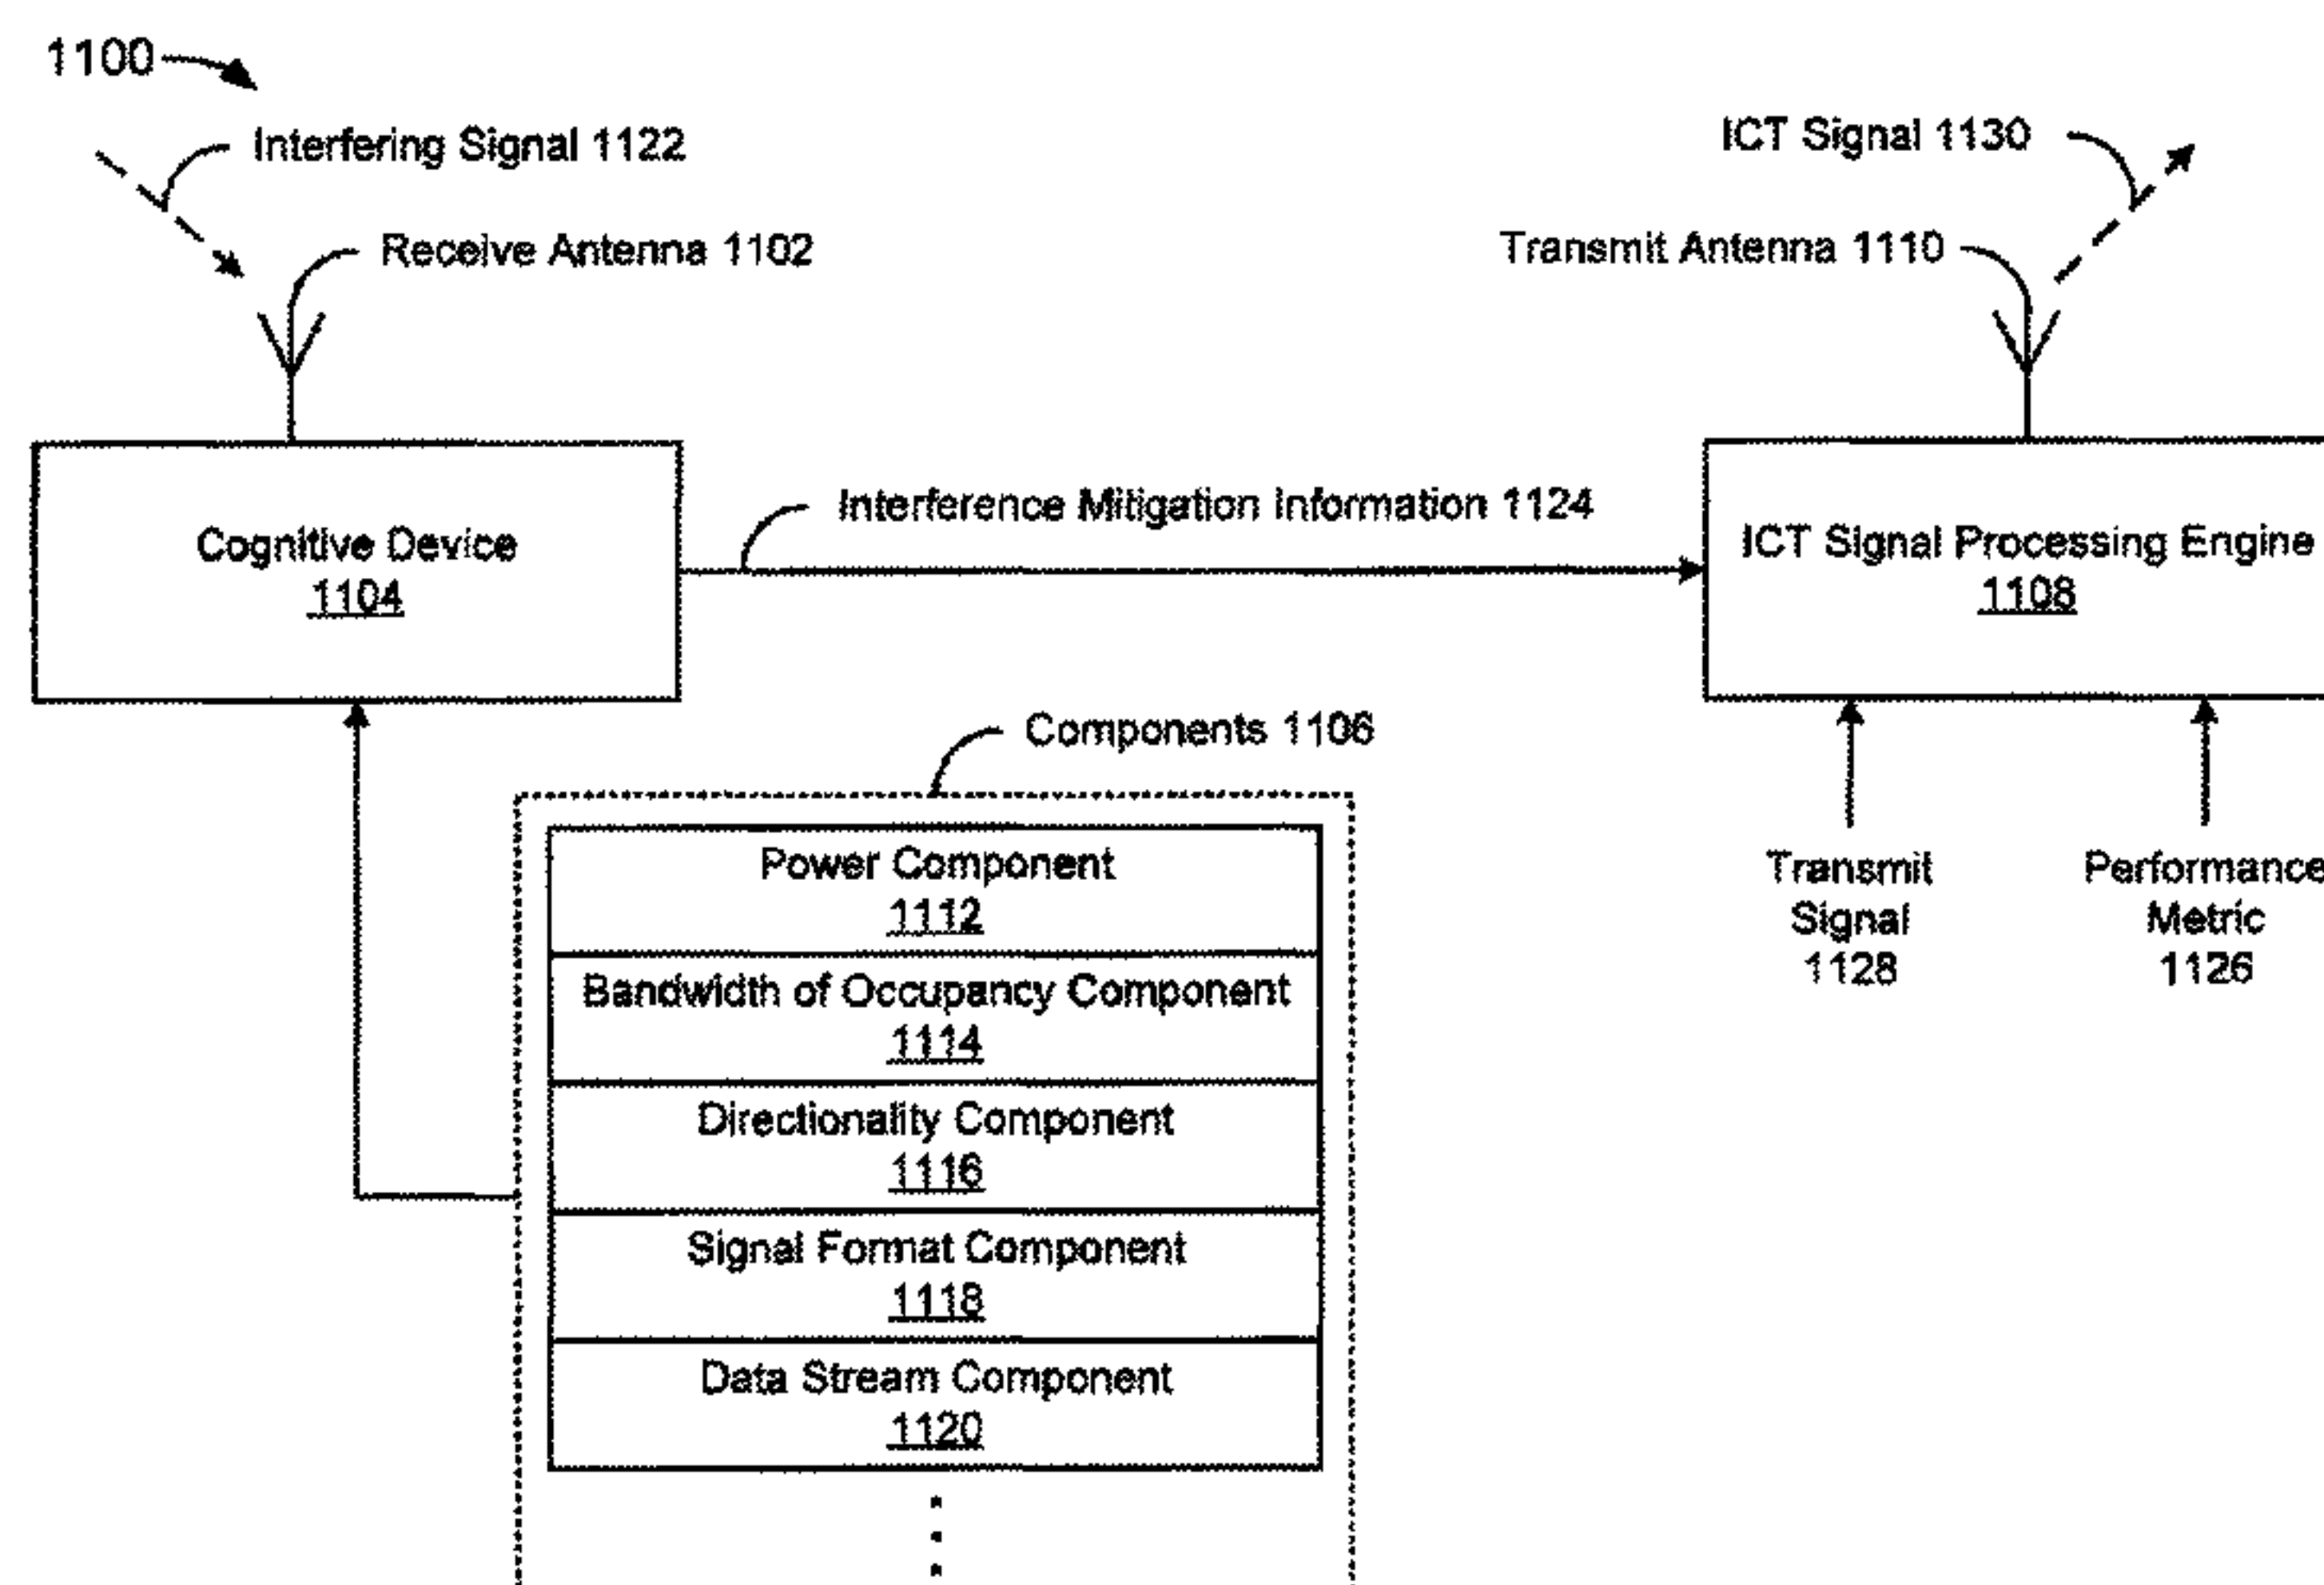 1100
Interfering Signal 1122
ICT Signal 1130
Receive Antenna 1102
Transmit Antenna 1110
Interference Mitigation Information 1124
Cognitive Device
1104
ICT Signal Processing Engine
1108
Components 1106
Power Component
1112
Bandwidth of Occupancy Component
1114
Directionality Component
1116
Signal Format Component
1118
Data Stream Component
1120
Transmit
Signal
1128
Performance
Metric
1126